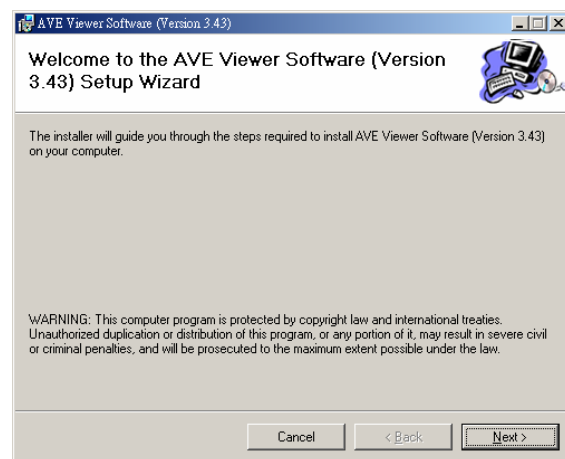 AVE Viewer Software (Version 3.43)
Welcome to the AVE Viewer Software (Version
3.43) Setup Wizard
The installer will guide you through the steps required to install AVE Viewer Software (Version 3.43)
on your computer.
WARNING: This computer program is protected by copyright law and international treaties.
Unauthorized duplication or distribution of this program, or any portion of it, may result in severe civil
or criminal penalties, and will be prosecuted to the maximum extent possible under the law.
Cancel
< Back
Next >